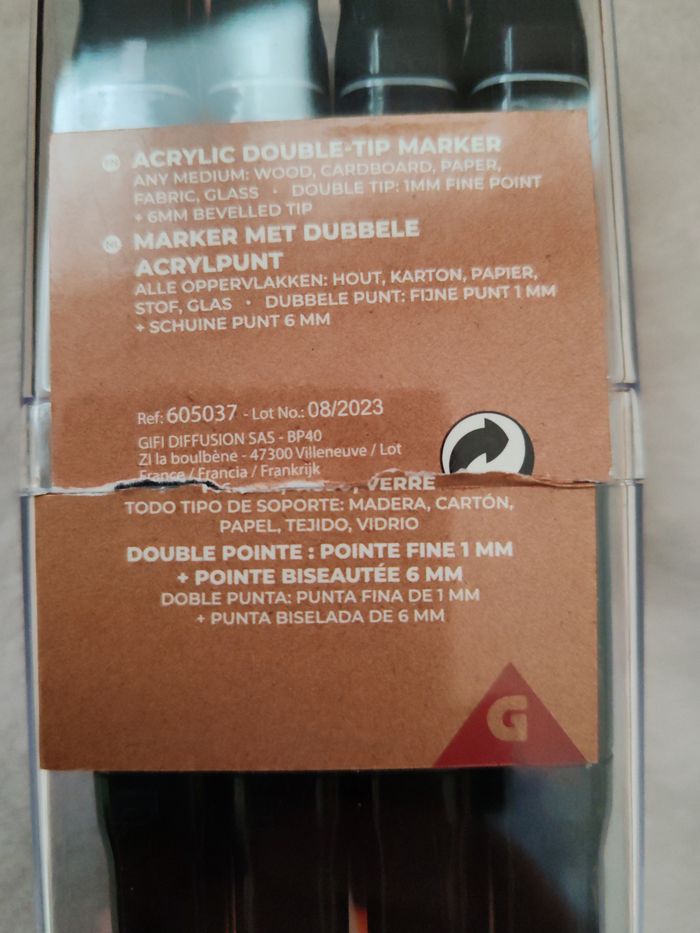 EN ACRYLIC DOUBLE-TIP MARKER
ANY MEDIUM: WOOD, CARDBOARD, PAPER,
FABRIC, GLASS · DOUBLE TIP: 1MM FINE POINT
+ 6MM BEVELLED TIP
NL MARKER MET DUBBELE
ACRYLPUNT
ALLE OPPERVLAKKEN: HOUT, KARTON, PAPIER,
STOF, GLAS · DUBBELE PUNT: FIJNE PUNT 1 MM
+ SCHUINE PUNT 6 MM
Ref: 605037 - Lot No.: 08/2023
GIFI DIFFUSION SAS - BP40
ZI la boulbène - 47300 Villeneuve / Lot
France / Francia / Frankrijk
VERRE
TODO TIPO DE SOPORTE: MADERA, CARTÓN,
PAPEL, TEJIDO, VIDRIO
DOUBLE POINTE : POINTE FINE 1 MM
+ POINTE BISEAUTÉE 6 MM
DOBLE PUNTA: PUNTA FINA DE 1 MM
+ PUNTA BISELADA DE 6 MM
G